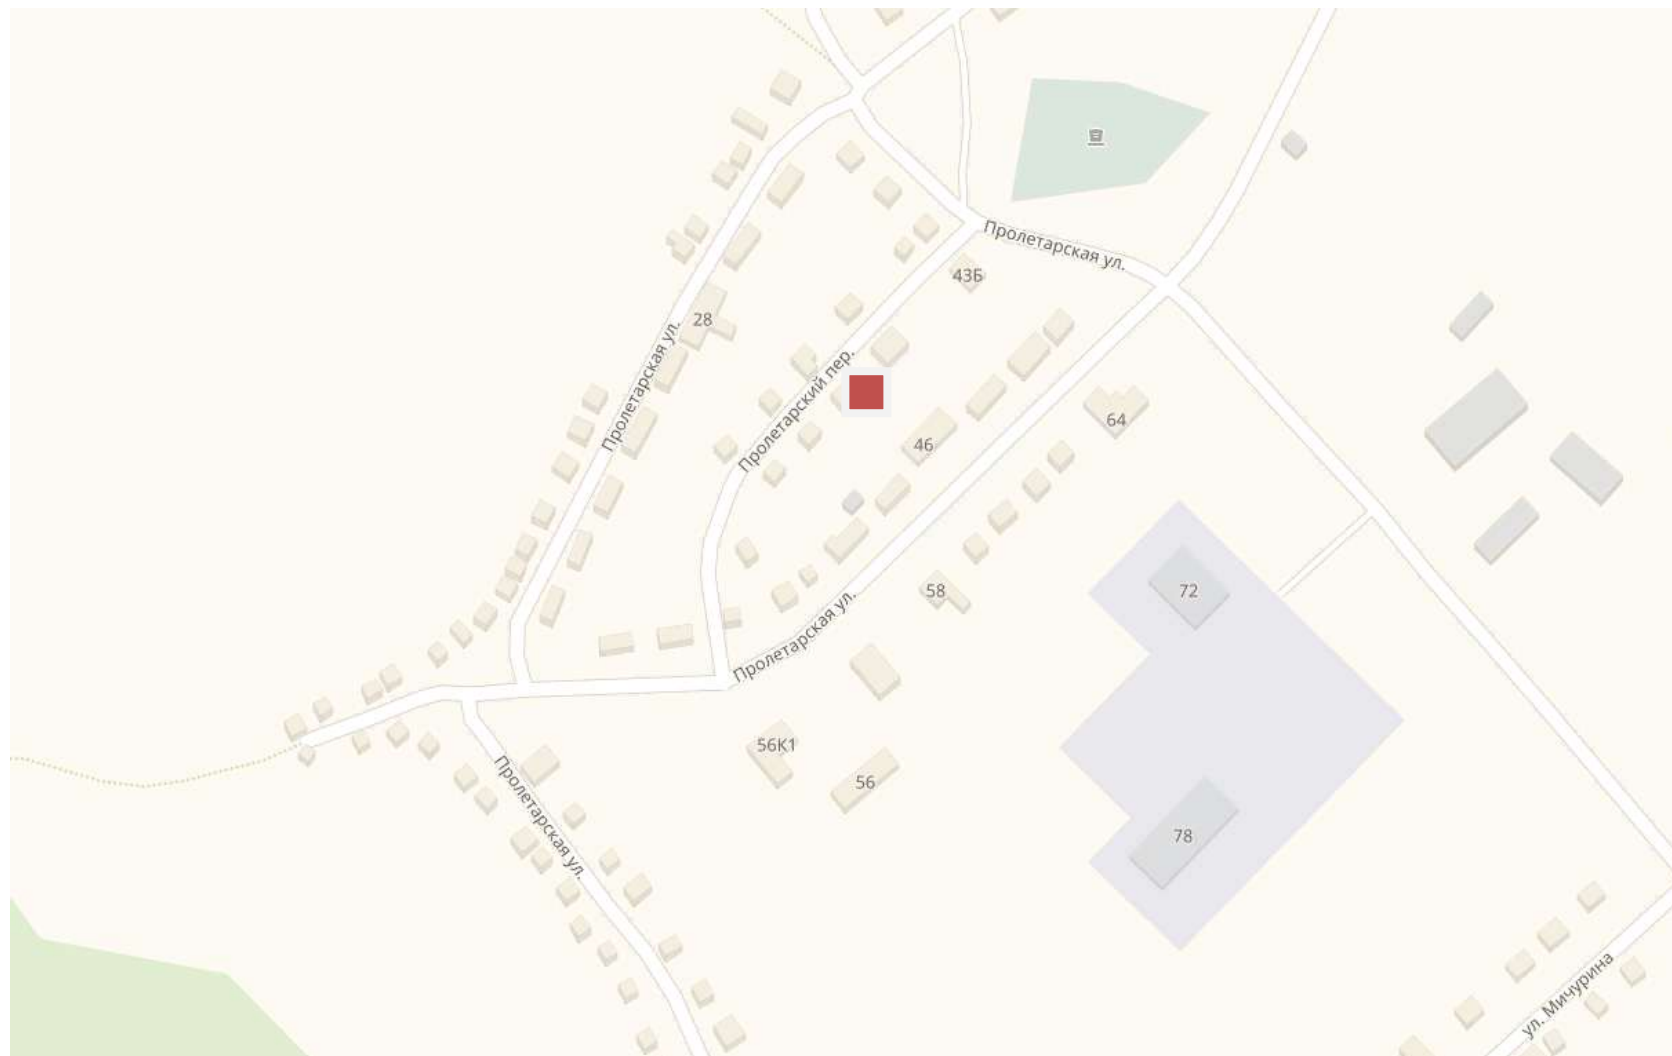 Пролетарская ул.
43Б
28
Пролетарская ул.
Пролетарский пер.
64
46
58
72
Пролетарская ул.
56К1
56
Пролетарская ул.
78
ул. Мичурина